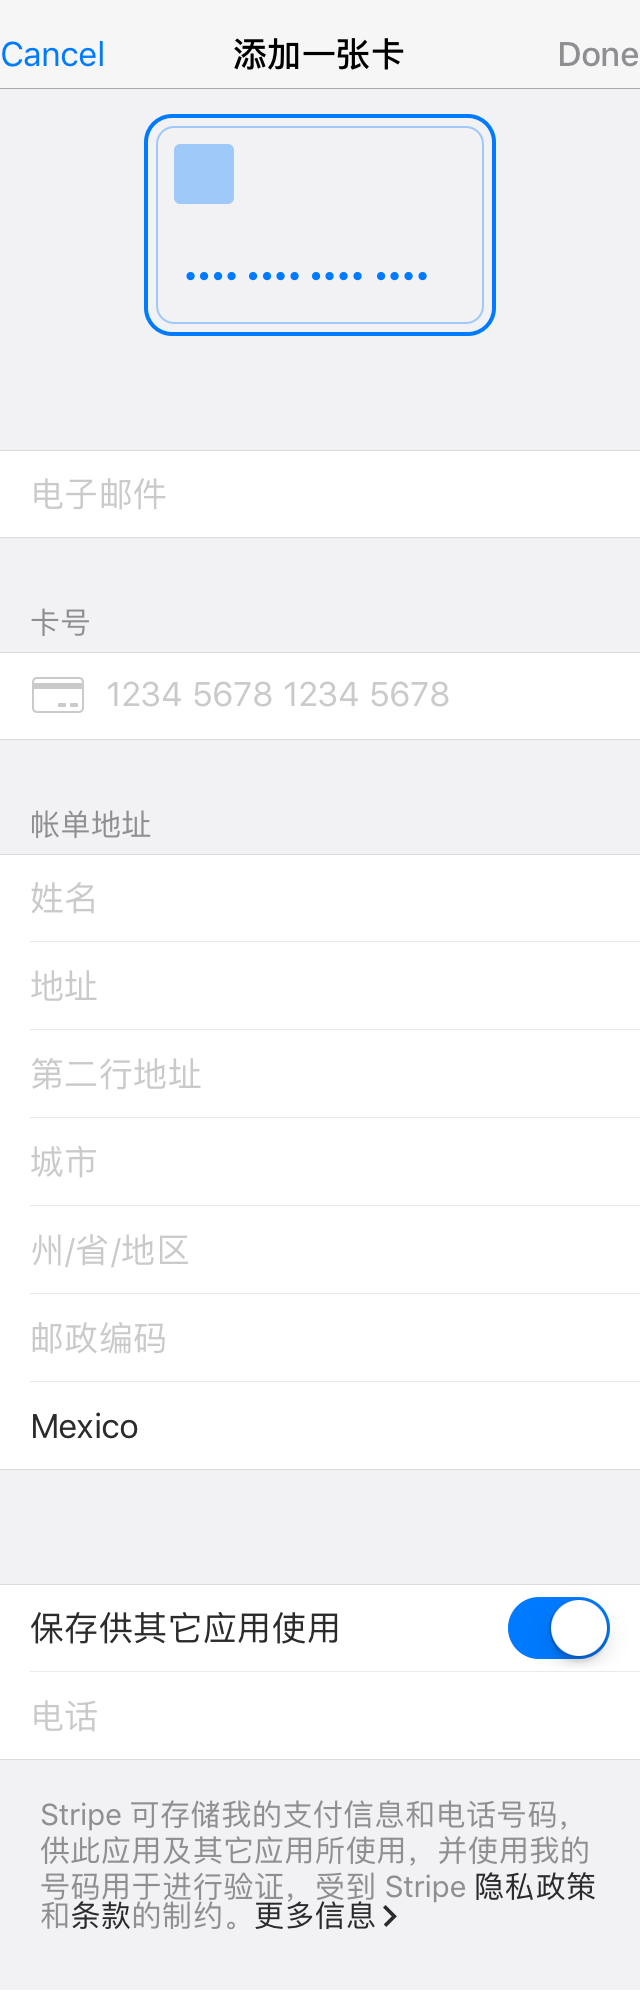 Cancel 添加一张卡 Done
•••• •••• •••• ••••
电子邮件
卡号
1234 5678 1234 5678
帐单地址
姓名
地址
第二行地址
城市
州/省/地区
邮政编码
Mexico
保存供其它应用使用
电话
Stripe 可存储我的支付信息和电话号码，
供此应用及其它应用所使用，并使用我的
号码用于进行验证，受到 Stripe 隐私政策
和条款的制约。更多信息